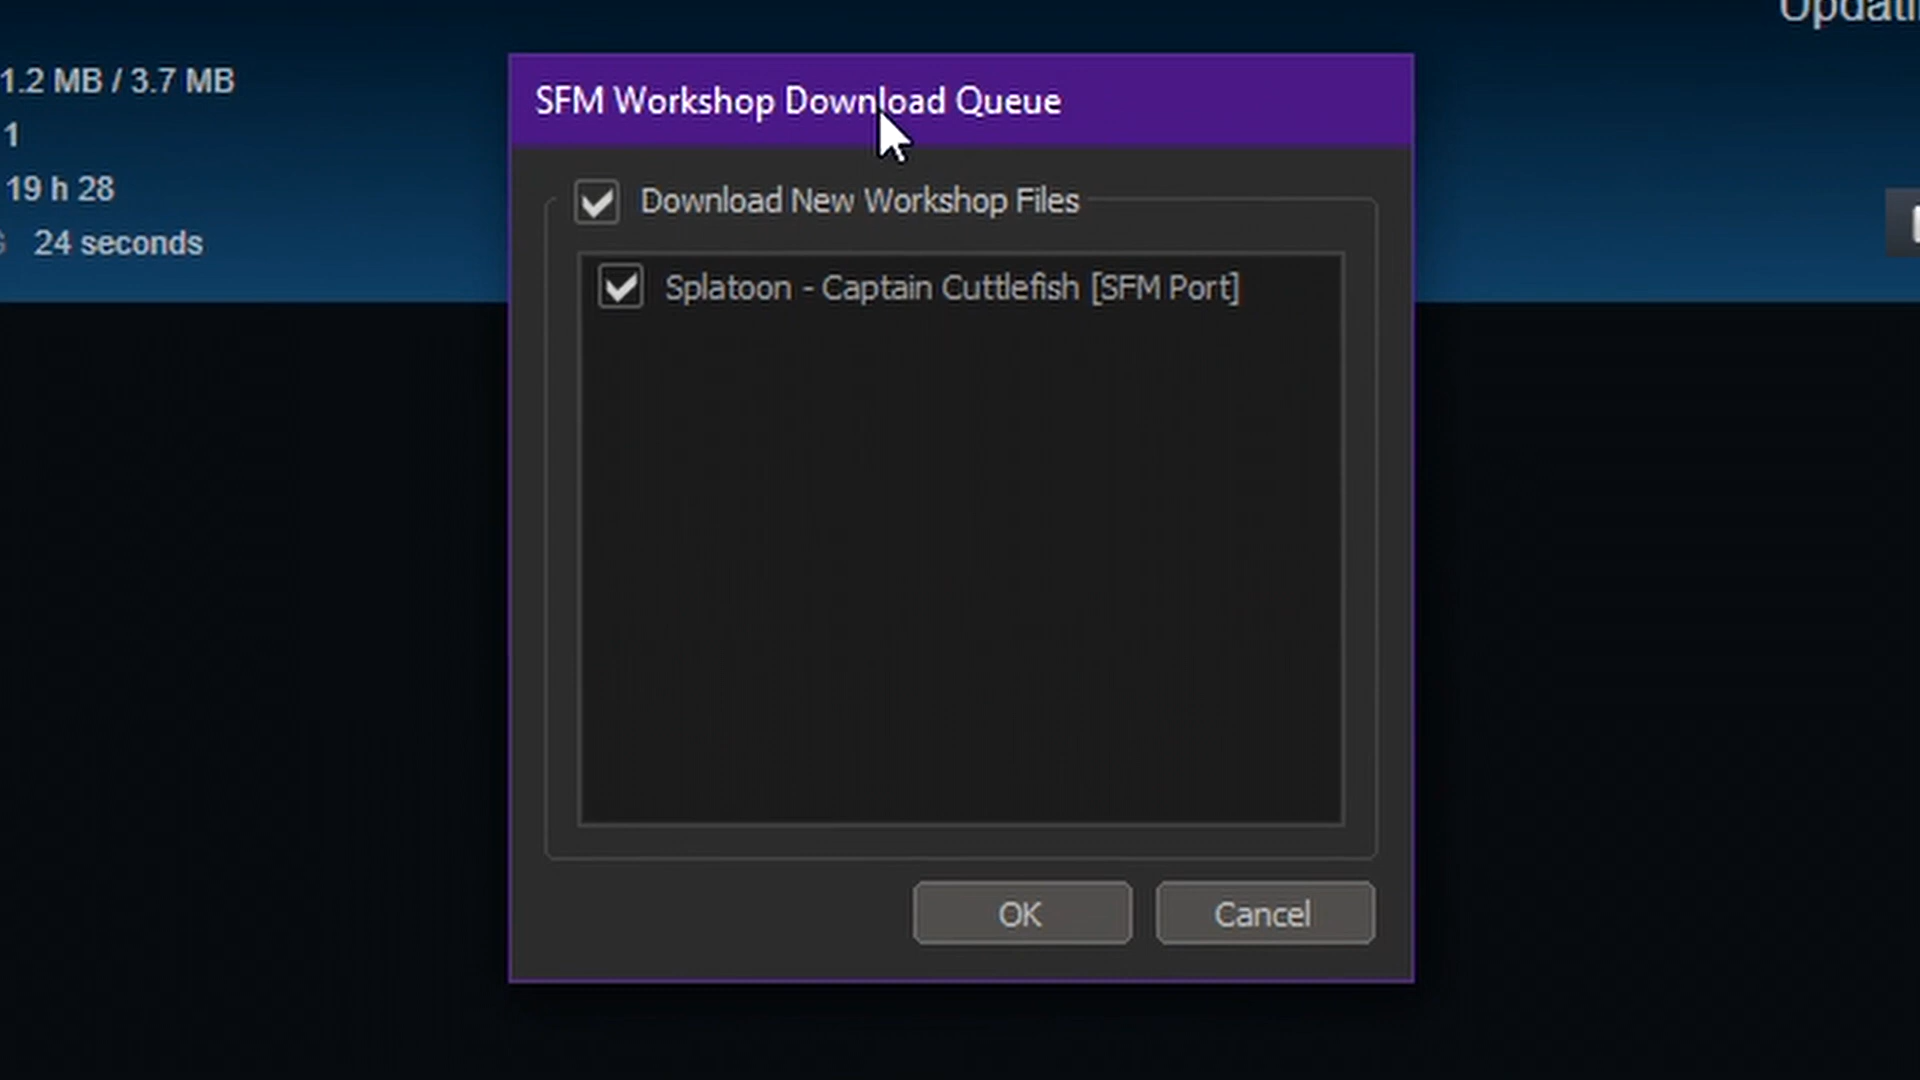 1.2 MB / 3.7 MB
1
19 h 28
24 seconds
SFM Workshop Download Queue
Download New Workshop Files
Splatoon - Captain Cuttlefish [SFM Port]
OK
Cancel